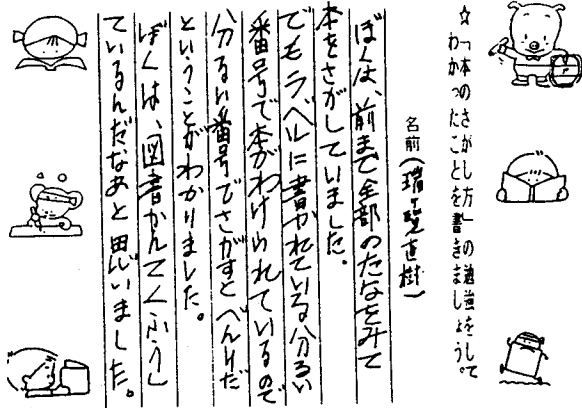 ☆「本のさがし方」の勉強をして
わかったことを書きましょう。
名前(瑞慶覧直樹)
ぼくは、前まで全部のたなをみて
本をさがしていました。
でもラベルに書かれている分るい
番号で本がわけられているので
分るい番号でさがすとべんりだ
ということがわかりました。
ぼくは、図書かんてくふうし
ているんだなあと思いました。